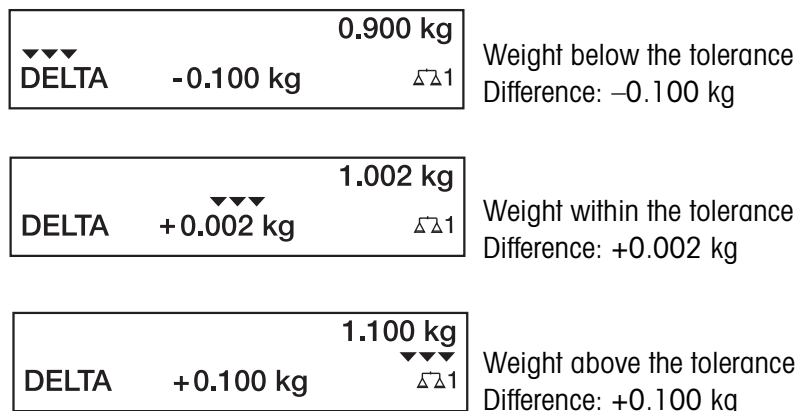 0.900 kg
DELTA -0.100 kg 1
Weight below the tolerance
Difference: –0.100 kg
1.002 kg
DELTA +0.002 kg 1
Weight within the tolerance
Difference: +0.002 kg
1.100 kg
DELTA +0.100 kg 1
Weight above the tolerance
Difference: +0.100 kg